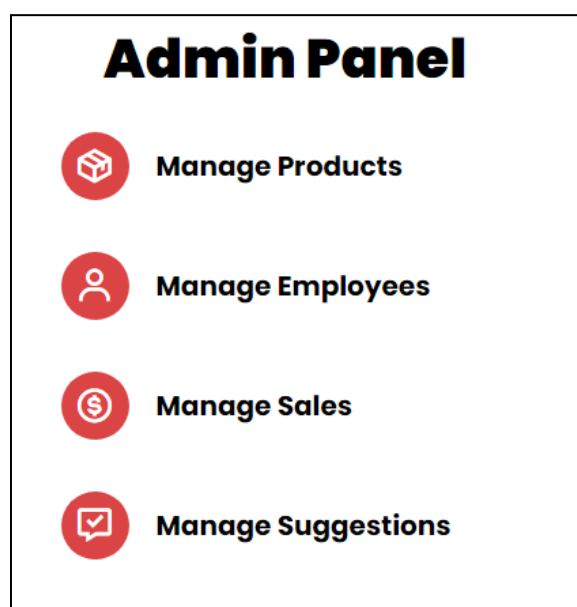 Admin Panel
Manage Products
Manage Employees
Manage Sales
Manage Suggestions